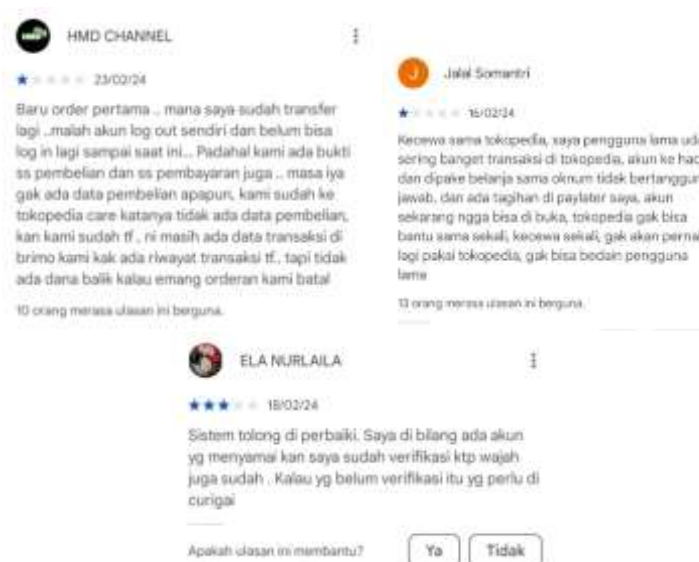 HMD CHANNEL
23/02/24
Baru order pertama .. mana saya sudah transfer
lagi ..malah akun log out sendiri dan belum bisa
log in lagi sampai saat ini... Padahal kami ada bukti
ss pembelian dan ss pembayaran juga .. masa iya
gak ada data pembelian apapun, kami sudah ke
tokopedia care katanya tidak ada data pembelian,
kan kami sudah tf , ni masih ada data transaksi di
brimo kami kak ada riwayat transaksi tf.. tapi tidak
ada dana balik kalau emang orderan kami batal
10 orang merasa ulasan ini berguna.
J
Jalal Somantri
16/02/24
Kecewa sama tokopedia, saya pengguna lama uda
sering banget transaksi di tokopedia, akun ke hac
dan dipake belanja sama oknum tidak bertanggun
jawab, dan ada tagihan di paylater saya, akun
sekarang ngga bisa di buka, tokopedia gak bisa
bantu sama sekali, kecewa sekali, gak akan pernal
lagi pakai tokopedia, gak bisa bedain pengguna
lama
13 orang merasa ulasan ini berguna.
ELA NURLAILA
18/02/24
Sistem tolong di perbaiki. Saya di bilang ada akun
yg menyamai kan saya sudah verifikasi ktp wajah
juga sudah . Kalau yg belum verifikasi itu yg perlu di
curigai
Apakah ulasan ini membantu?
Ya
Tidak